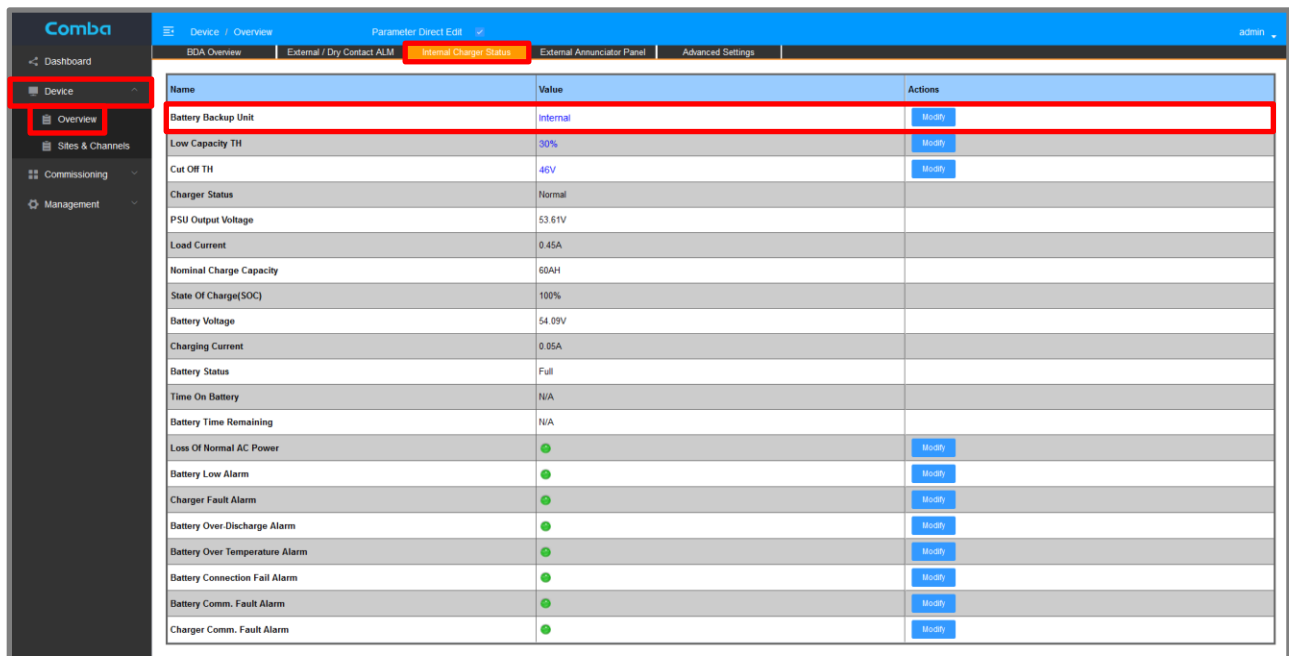 Comba
Device / Overview Parameter Direct Edit admin
BDA Overview External / Dry Contact ALM Internal Charger Status External Annunciator Panel Advanced Settings
Dashboard
Device
Overview
Sites & Channels
Commissioning
Management
Name Value Actions
Battery Backup Unit Internal Modify
Low Capacity TH 30% Modify
Cut Off TH 46V Modify
Charger Status Normal
PSU Output Voltage 53.61V
Load Current 0.45A
Nominal Charge Capacity 60AH
State Of Charge(SOC) 100%
Battery Voltage 54.09V
Charging Current 0.05A
Battery Status Full
Time On Battery N/A
Battery Time Remaining N/A
Loss Of Normal AC Power Modify
Battery Low Alarm Modify
Charger Fault Alarm Modify
Battery Over-Discharge Alarm Modify
Battery Over Temperature Alarm Modify
Battery Connection Fail Alarm Modify
Battery Comm. Fault Alarm Modify
Charger Comm. Fault Alarm Modify